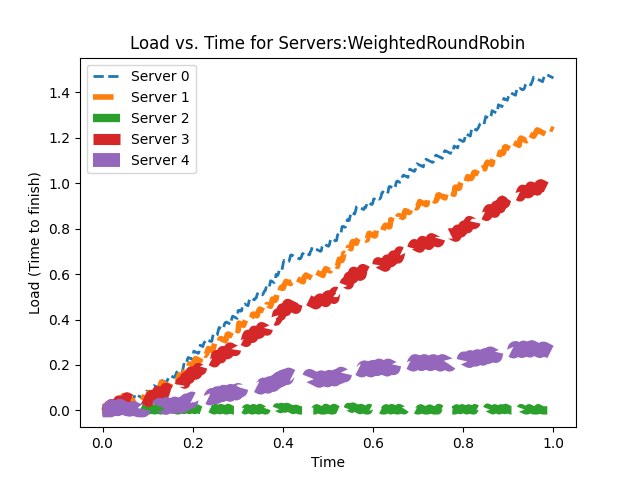 Load vs. Time for Servers:WeightedRoundRobin
Server 0
Server 1
Server 2
Server 3
Server 4
Load (Time to finish)
1.4
1.2
1.0
0.8
0.6
0.4
0.2
0.0
0.0 0.2 0.4 0.6 0.8 1.0
Time